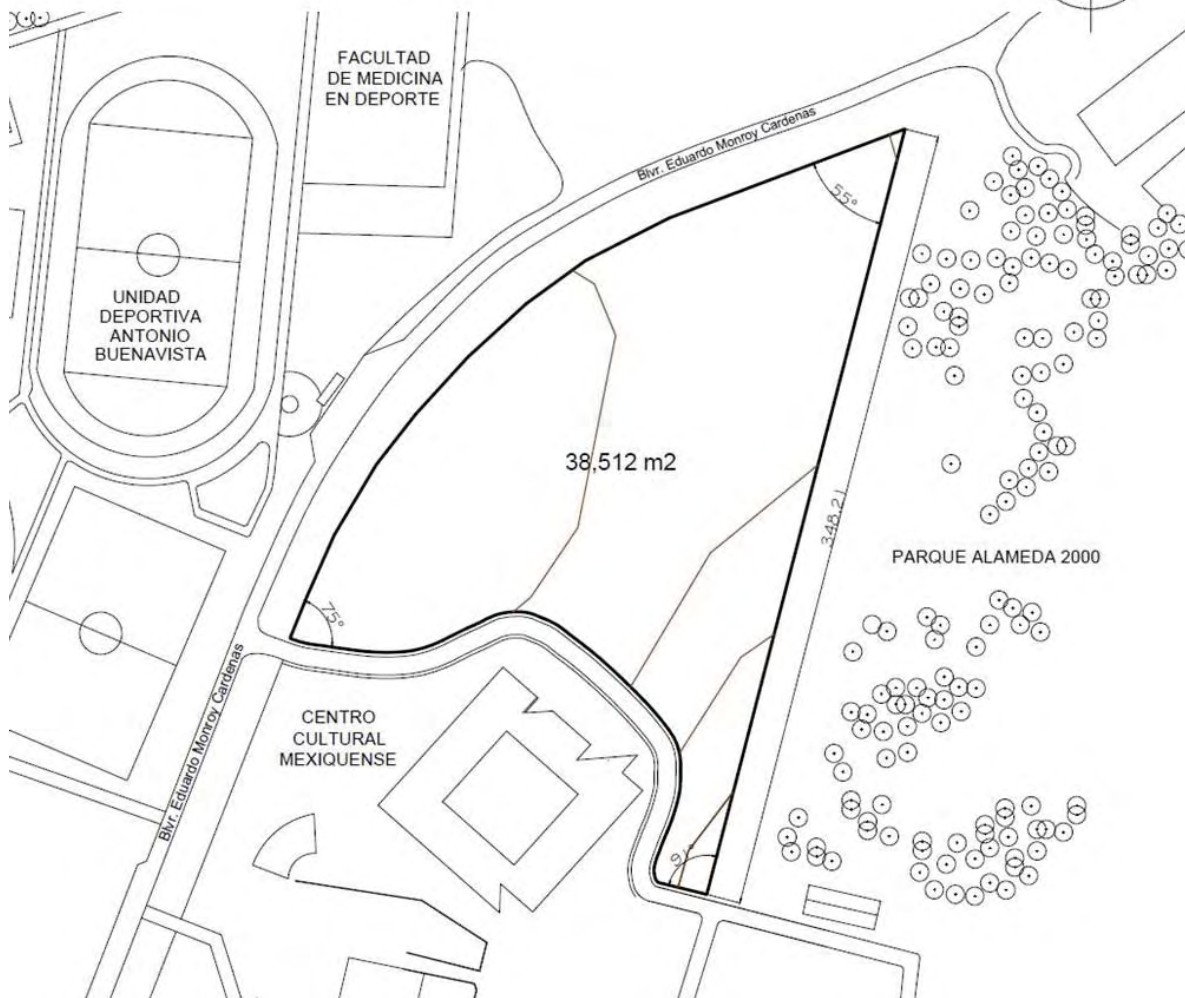 FACULTAD
DE MEDICINA
EN DEPORTE
Blvr. Eduardo Monroy Cardenas
55°
UNIDAD
DEPORTIVA
ANTONIO
BUENAVISTA
38,512 m2
348.21
PARQUE ALAMEDA 2000
75°
Blvr. Eduardo Monroy Cardenas
CENTRO
CULTURAL
MEXIQUENSE
91°